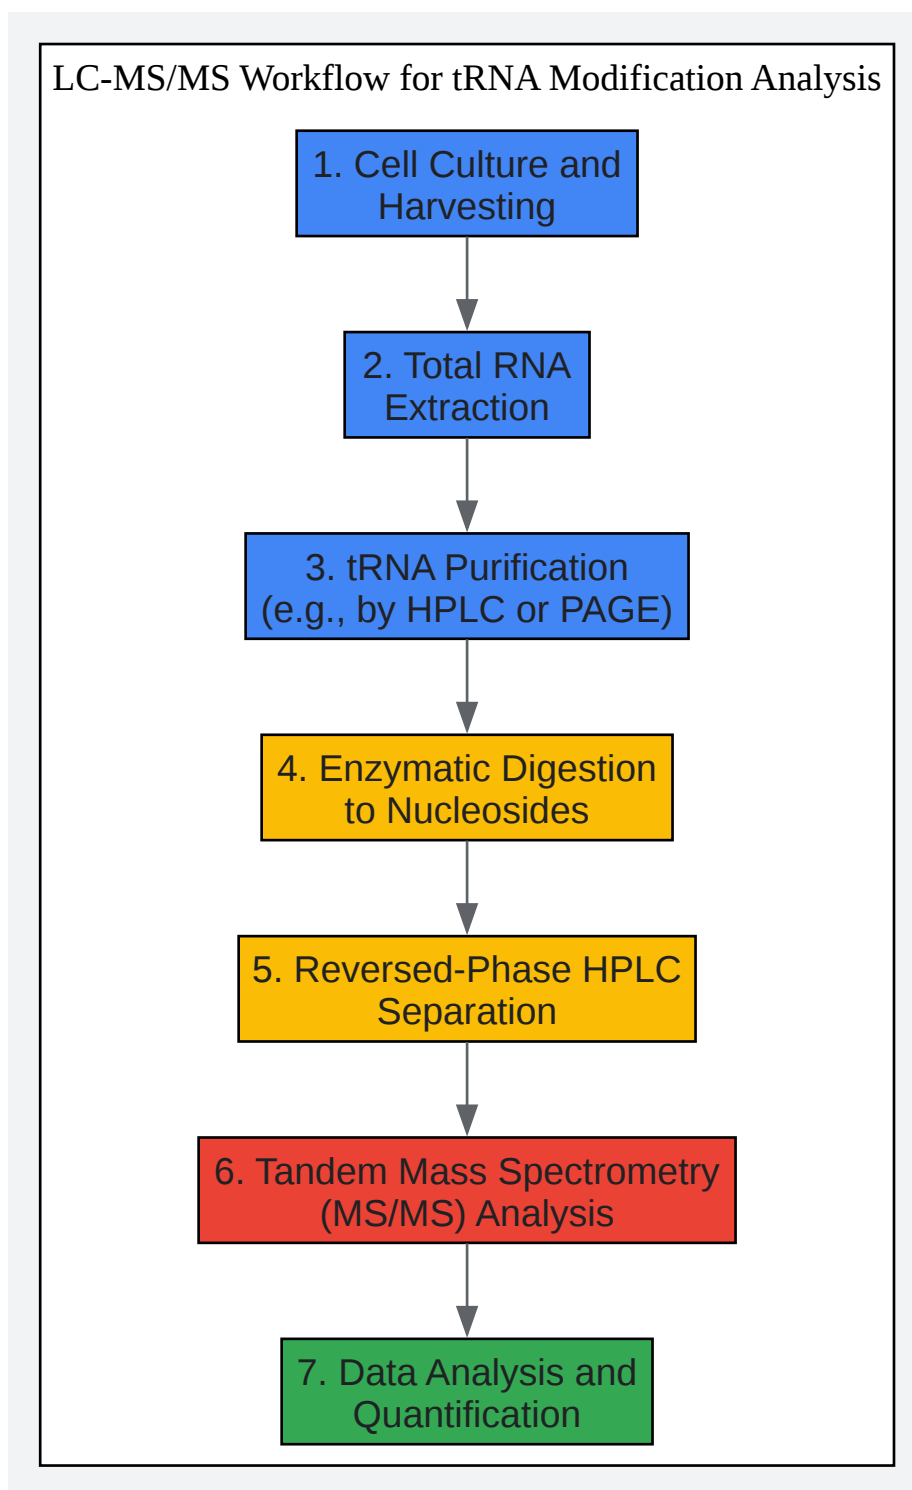 LC-MS/MS Workflow for tRNA Modification Analysis
1. Cell Culture and
Harvesting
2. Total RNA
Extraction
3. tRNA Purification
(e.g., by HPLC or PAGE)
4. Enzymatic Digestion
to Nucleosides
5. Reversed-Phase HPLC
Separation
6. Tandem Mass Spectrometry
(MS/MS) Analysis
7. Data Analysis and
Quantification